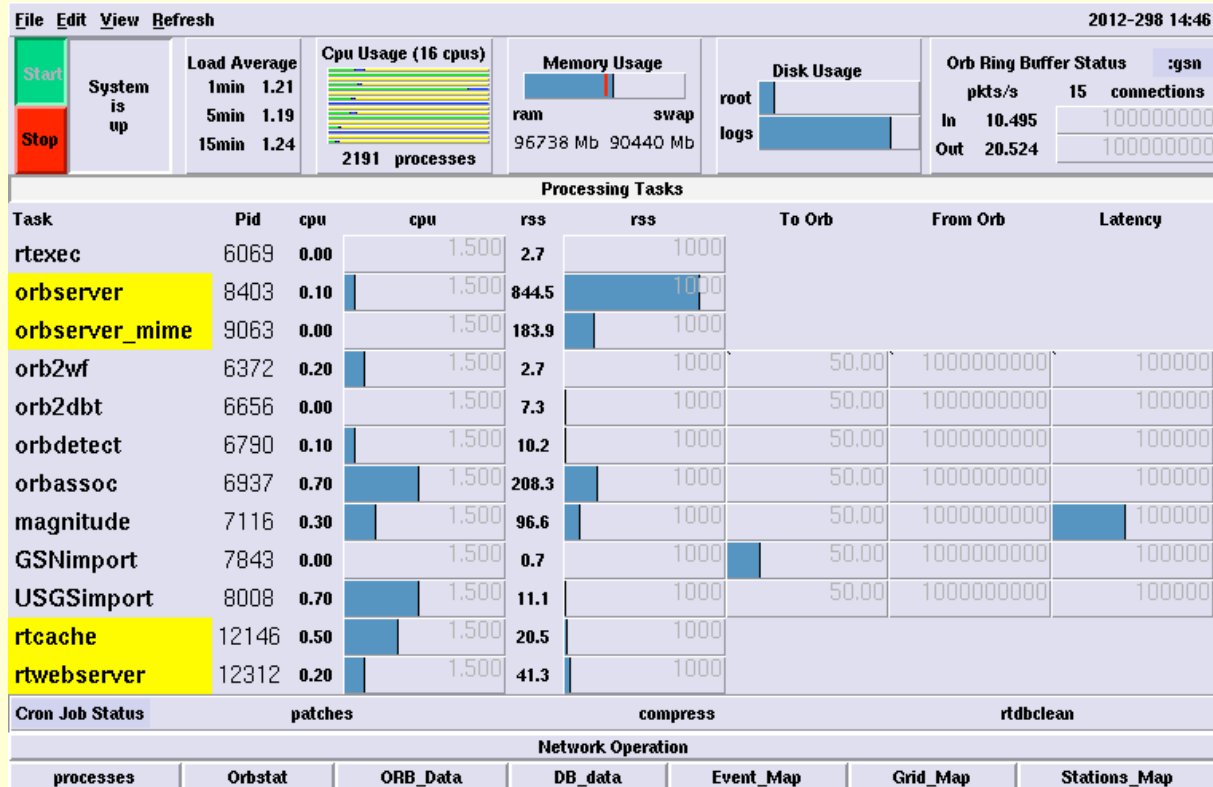 File Edit View Refresh 2012-298 14:46
Start
Stop
System
is
up
Load Average
1min 1.21
5min 1.19
15min 1.24
Cpu Usage (16 cpus)
2191 processes
Memory Usage
ram swap
96738 Mb 90440 Mb
Disk Usage
root
logs
Orb Ring Buffer Status :gsn
pkts/s 15 connections
In 10.495 100000000
Out 20.524 100000000
Processing Tasks
Task Pid cpu cpu rss rss To Orb From Orb Latency
rtexec 6069 0.00 1.500 2.7 1000
orbserver 8403 0.10 1.500 844.5 1000
orbserver_mime 9063 0.00 1.500 183.9 1000
orb2wf 6372 0.20 1.500 2.7 1000 50.00 1000000000 100000
orb2dbt 6656 0.00 1.500 7.3 1000 50.00 1000000000 100000
orbdetect 6790 0.10 1.500 10.2 1000 50.00 1000000000 100000
orbassoc 6937 0.70 1.500 208.3 1000 50.00 1000000000 100000
magnitude 7116 0.30 1.500 96.6 1000 50.00 1000000000 100000
GSNimport 7843 0.00 1.500 0.7 1000 50.00 1000000000 100000
USGSimport 8008 0.70 1.500 11.1 1000 50.00 1000000000 100000
rtcache 12146 0.50 1.500 20.5 1000
rtwebserver 12312 0.20 1.500 41.3 1000
Cron Job Status patches compress rtdbclean
Network Operation
processes Orbstat ORB_Data DB_data Event_Map Grid_Map Stations_Map